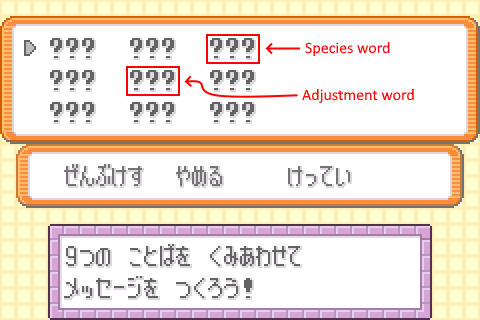 ??? ??? ??? Species word
??? ??? ???
Adjustment word
??? ??? ???
ぜんぶけす やめる けってい
9つの ことばを くみあわせて
メッセージを つくろう!